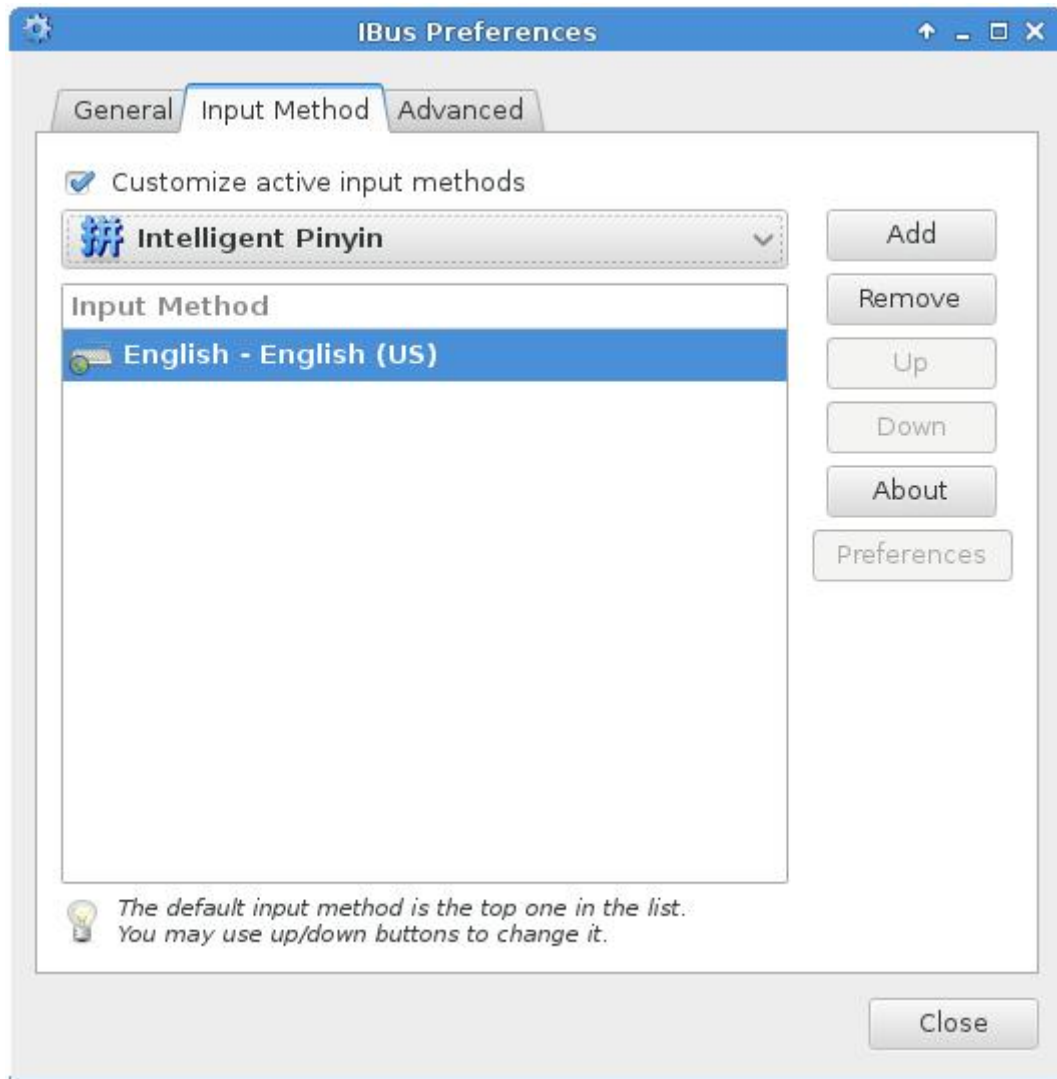 IBus Preferences
General Input Method Advanced
Customize active input methods
拼 Intelligent Pinyin
Add
Input Method
Remove
English - English (US)
Up
Down
About
Preferences
The default input method is the top one in the list.
You may use up/down buttons to change it.
Close